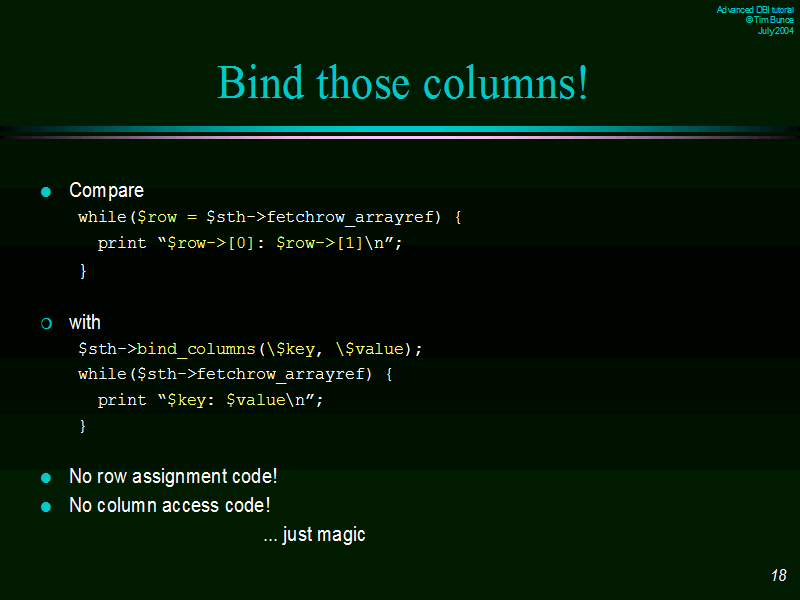 Advanced DBI tutorial
© Tim Bunce
July 2004
Bind those columns!
Compare
while($row = $sth->fetchrow_arrayref) {
print “$row->[0]: $row->[1]\n”;
}
with
$sth->bind_columns(\$key, \$value);
while($sth->fetchrow_arrayref) {
print “$key: $value\n”;
}
No row assignment code!
No column access code!
... just magic
18